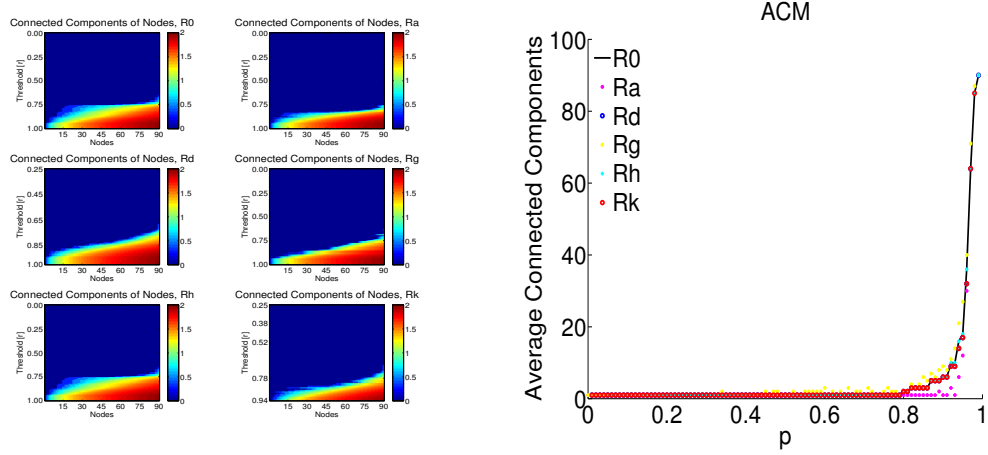 Connected Components of Nodes, R0
0.00
0.25
0.50
0.75
1.00
Threshold [r]
15 30 45 60 75 90
Nodes
2
1.5
1
0.5
0
Connected Components of Nodes, Ra
0.00
0.25
0.50
0.75
1.00
Threshold [r]
15 30 45 60 75 90
Nodes
2
1.5
1
0.5
0
Connected Components of Nodes, Rd
0.25
0.45
0.65
0.85
1.00
Threshold [r]
15 30 45 60 75 90
Nodes
2
1.5
1
0.5
0
Connected Components of Nodes, Rg
0.25
0.45
0.75
0.90
1.00
Threshold [r]
15 30 45 60 75 90
Nodes
2
1.5
1
0.5
0
Connected Components of Nodes, Rh
0.00
0.25
0.50
0.76
1.00
Threshold [r]
15 30 45 60 75 90
Nodes
2
1.5
1
0.5
0
Connected Components of Nodes, Rk
0.00
0.25
0.52
0.78
0.94
Threshold [r]
15 30 45 60 75 90
Nodes
2
1.5
1
0.5
0
ACM
100
80
60
40
20
0
Average Connected Components
R0
Ra
Rd
Rg
Rh
Rk
0 0.2 0.4 0.6 0.8 1
p